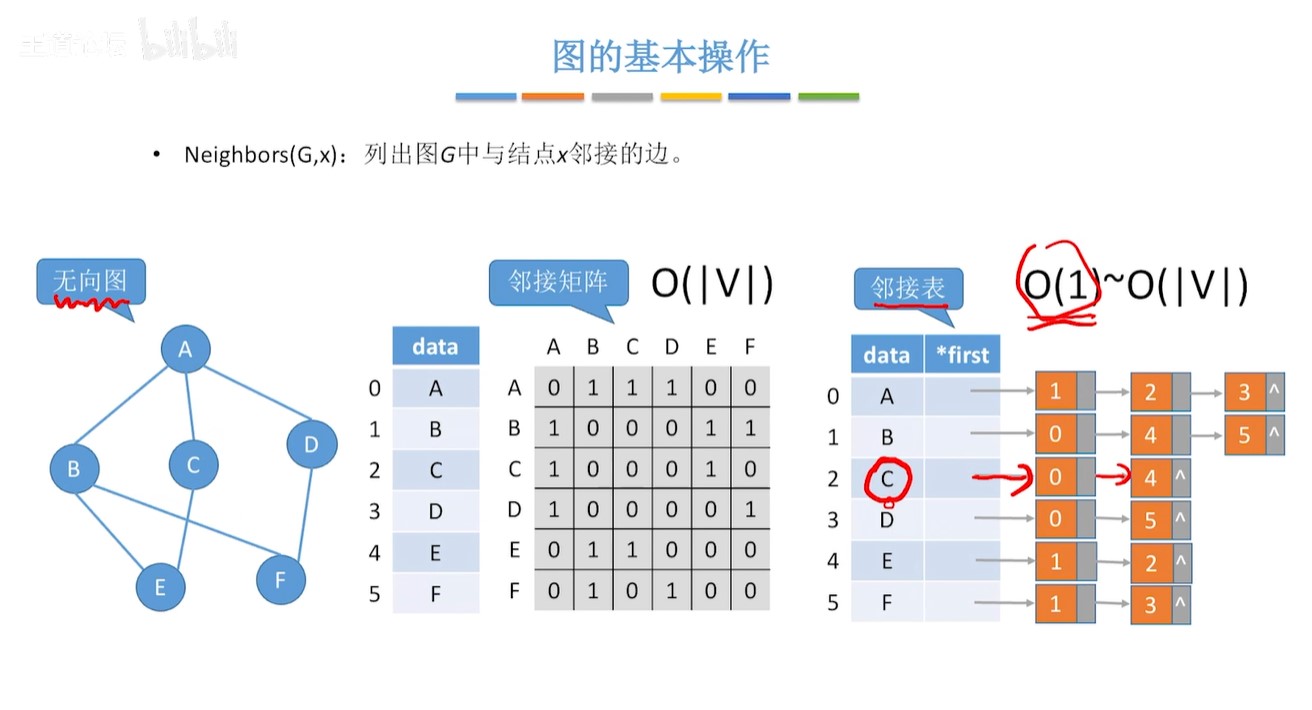 王道论坛 bilibili
图的基本操作
• Neighbors(G,x)：列出图G中与结点x邻接的边。
无向图
A
B
C
D
E
F
data
0 A
1 B
2 C
3 D
4 E
5 F
邻接矩阵 O(|V|)
A B C D E F
A 0 1 1 1 0 0
B 1 0 0 0 1 1
C 1 0 0 0 1 0
D 1 0 0 0 0 1
E 0 1 1 0 0 0
F 0 1 0 1 0 0
邻接表 O(1)~O(|V|)
data *first
0 A 1 2 3 ^
1 B 0 4 5 ^
2 C 0 4 ^
3 D 0 5 ^
4 E 1 2 ^
5 F 1 3 ^